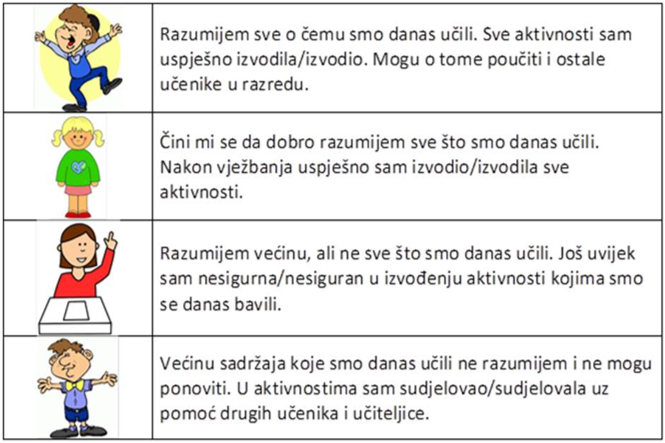 Razumijem sve o čemu smo danas učili. Sve aktivnosti sam
uspješno izvodila/izvodio. Mogu o tome poučiti i ostale
učenike u razredu.
Čini mi se da dobro razumijem sve što smo danas učili.
Nakon vježbanja uspješno sam izvodio/izvodila sve
aktivnosti.
Razumijem većinu, ali ne sve što smo danas učili. Još uvijek
sam nesigurna/nesiguran u izvođenju aktivnosti kojima smo
se danas bavili.
Većinu sadržaja koje smo danas učili ne razumijem i ne mogu
ponoviti. U aktivnostima sam sudjelovao/sudjelovala uz
pomoć drugih učenika i učiteljice.